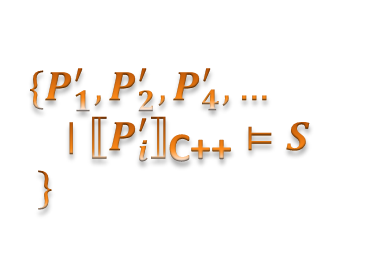 {P′₁, P′₂, P′₄, ...
| ⟦P′ᵢ⟧C++ ⊨ S
}